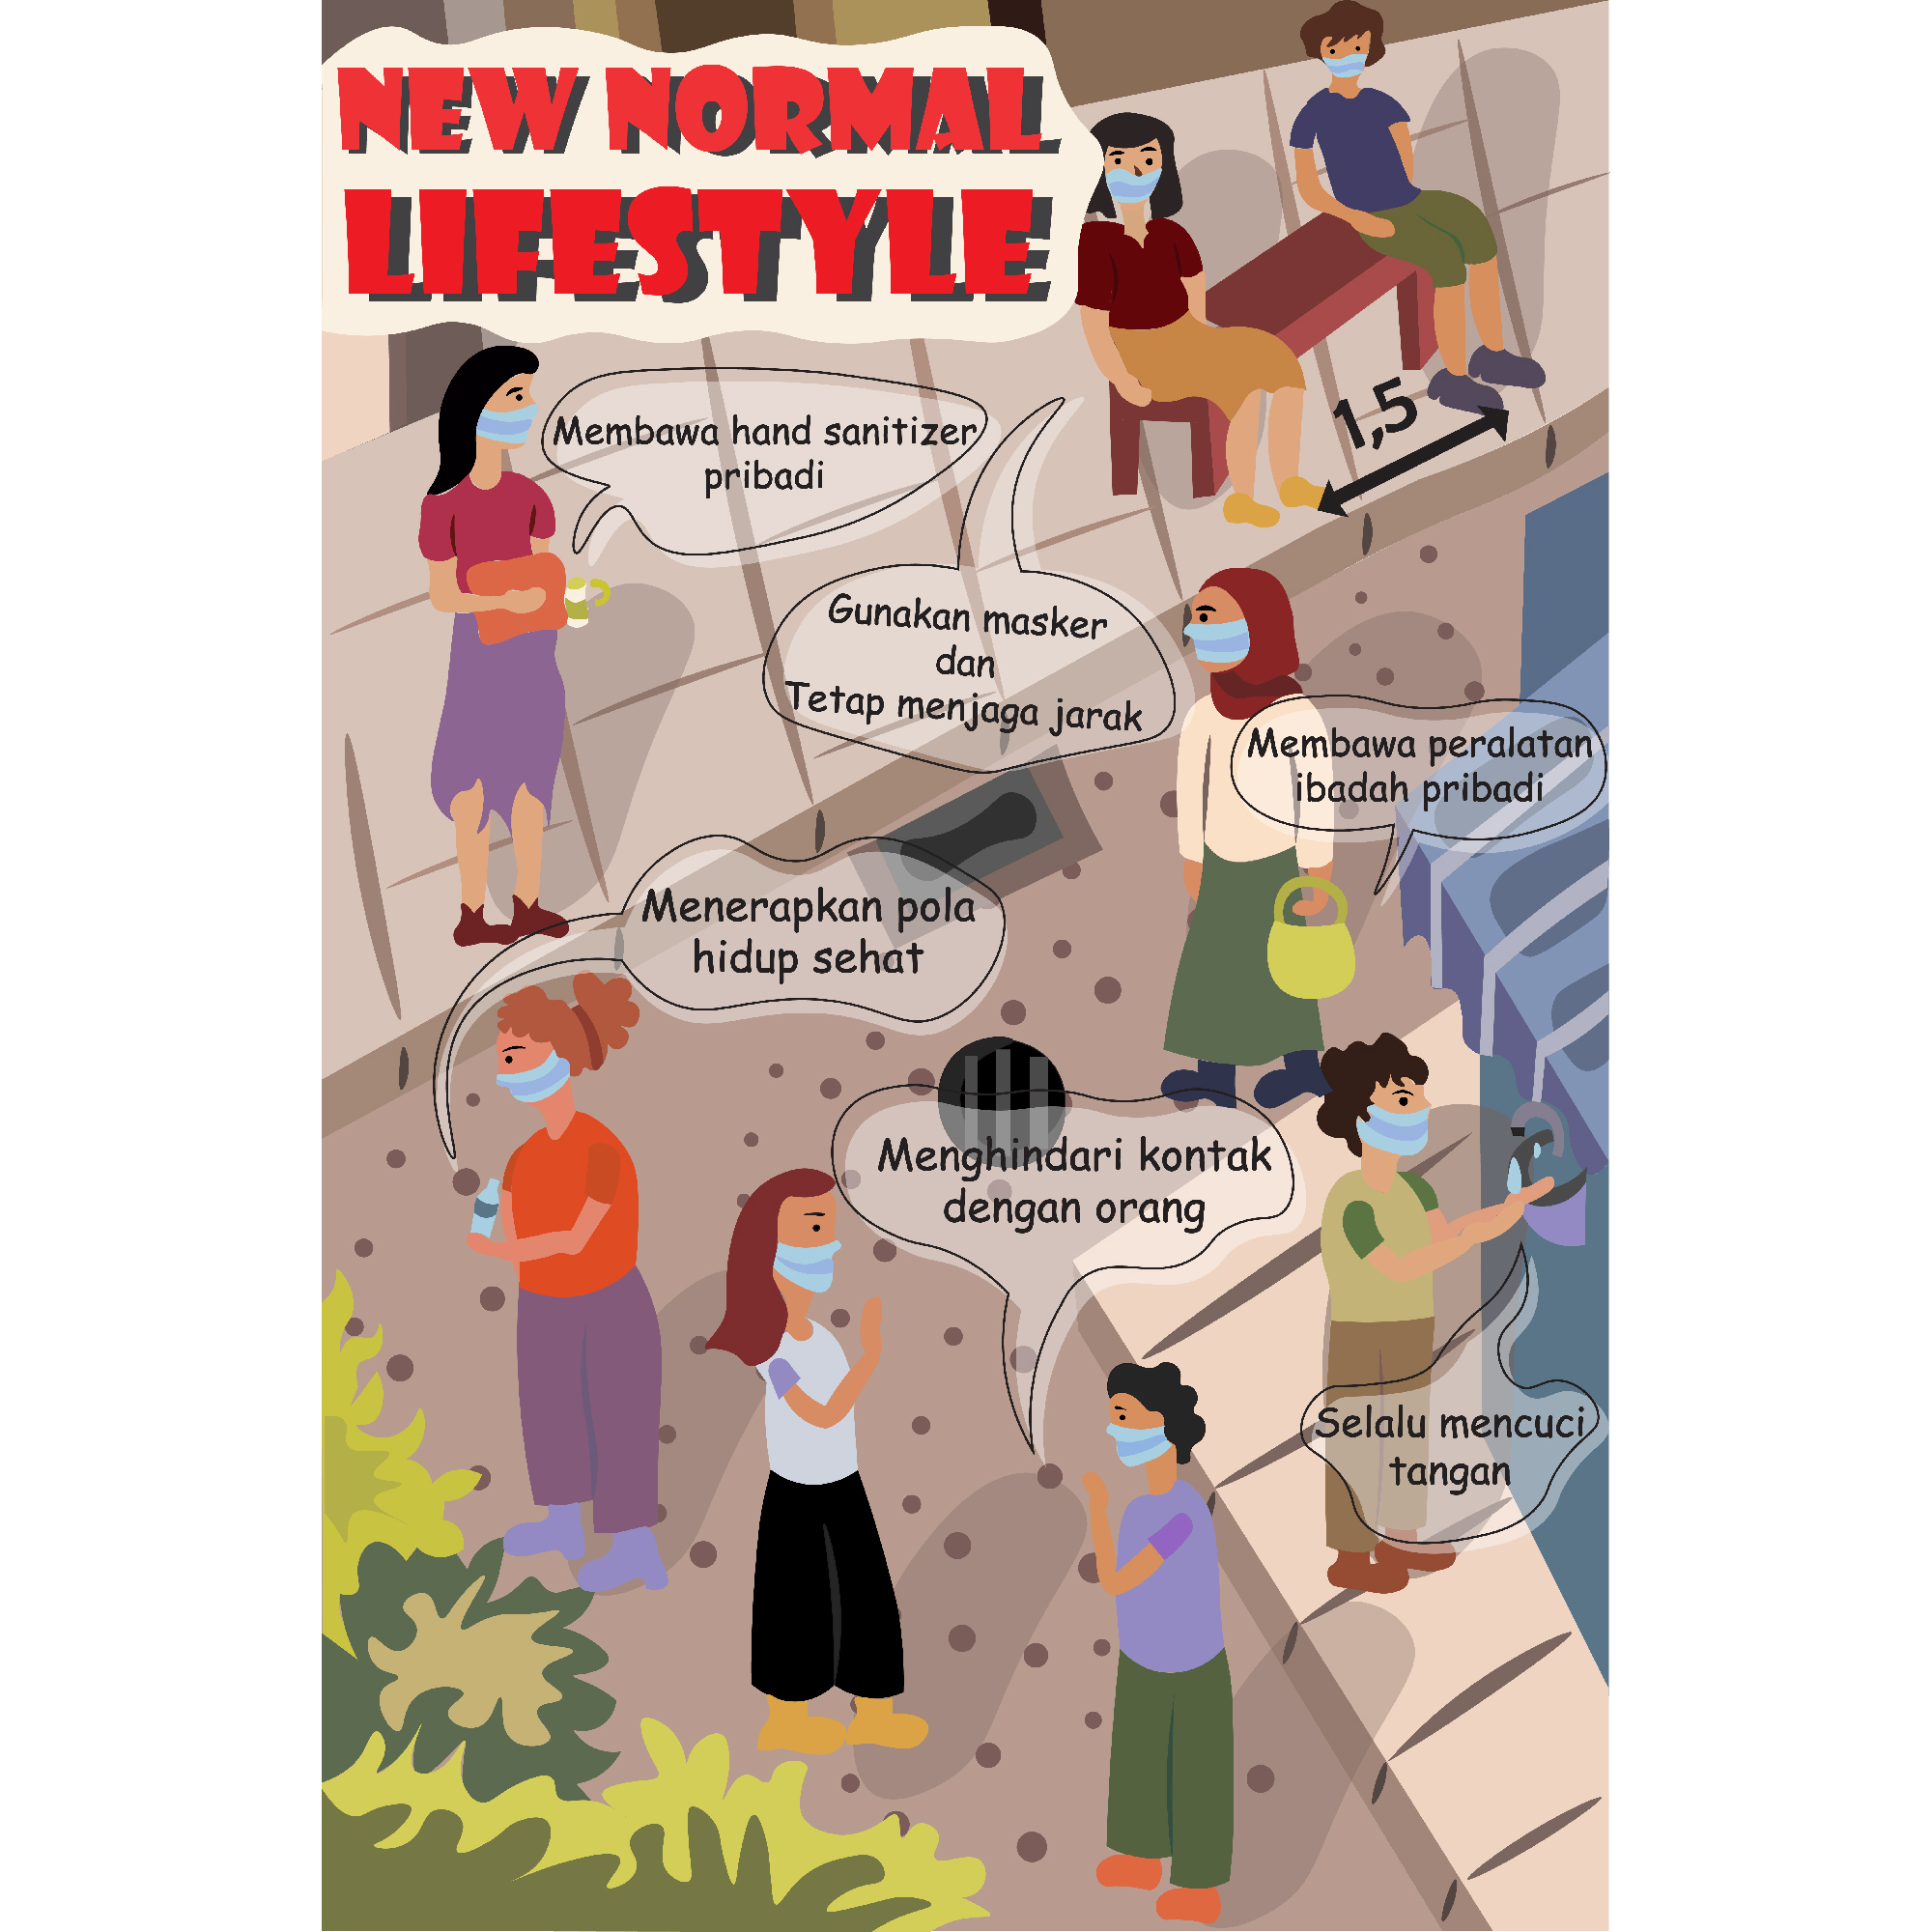 NEW NORMAL
LIFESTYLE
1,5
Membawa hand sanitizer
pribadi
Gunakan masker
dan
Tetap menjaga jarak
Membawa peralatan
ibadah pribadi
Menerapkan pola
hidup sehat
Menghindari kontak
dengan orang
Selalu mencuci
tangan